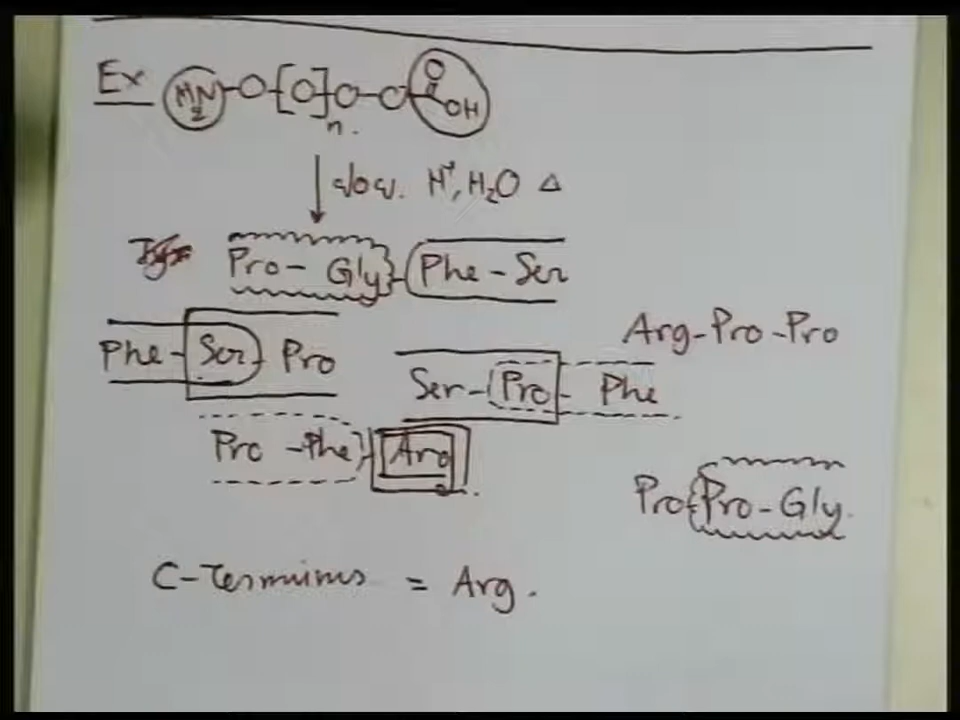 Ex H2N-O-[O]n O-O O OH
H+, H2O Δ
Pro - Gly - Phe - Ser
Phe - Ser - Pro
Arg-Pro-Pro
Ser - Pro - Phe
Pro - Phe - Arg
Pro Pro - Gly.
C-Terminus = Arg.